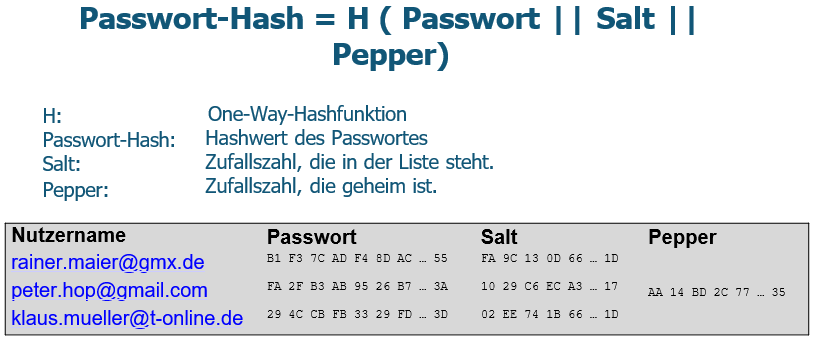 Passwort-Hash = H ( Passwort || Salt ||
Pepper)
H: One-Way-Hashfunktion
Passwort-Hash: Hashwert des Passwortes
Salt: Zufallszahl, die in der Liste steht.
Pepper: Zufallszahl, die geheim ist.
Nutzername Passwort Salt Pepper
rainer.maier@gmx.de B1 F3 7C AD F4 8D AC … 55 FA 9C 13 0D 66 … 1D
peter.hop@gmail.com FA 2F B3 AB 95 26 B7 … 3A 10 29 C6 EC A3 … 17 AA 14 BD 2C 77 … 35
klaus.mueller@t-online.de 29 4C CB FB 33 29 FD … 3D 02 EE 74 1B 66 … 1D